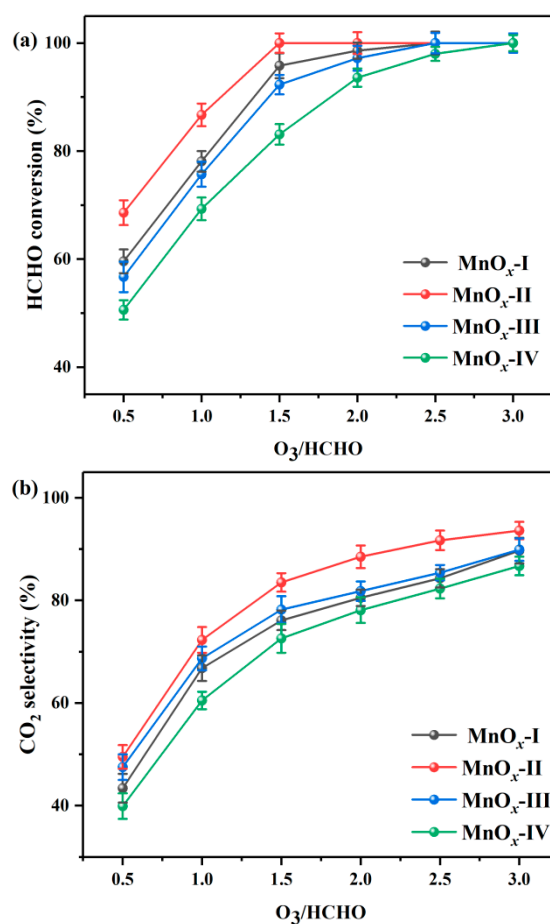 (a)
100
80
60
40
HCHO conversion (%)
MnOₓ-I
MnOₓ-II
MnOₓ-III
MnOₓ-IV
0.5 1.0 1.5 2.0 2.5 3.0
O₃/HCHO
(b)
100
80
60
40
CO₂ selectivity (%)
MnOₓ-I
MnOₓ-II
MnOₓ-III
MnOₓ-IV
0.5 1.0 1.5 2.0 2.5 3.0
O₃/HCHO